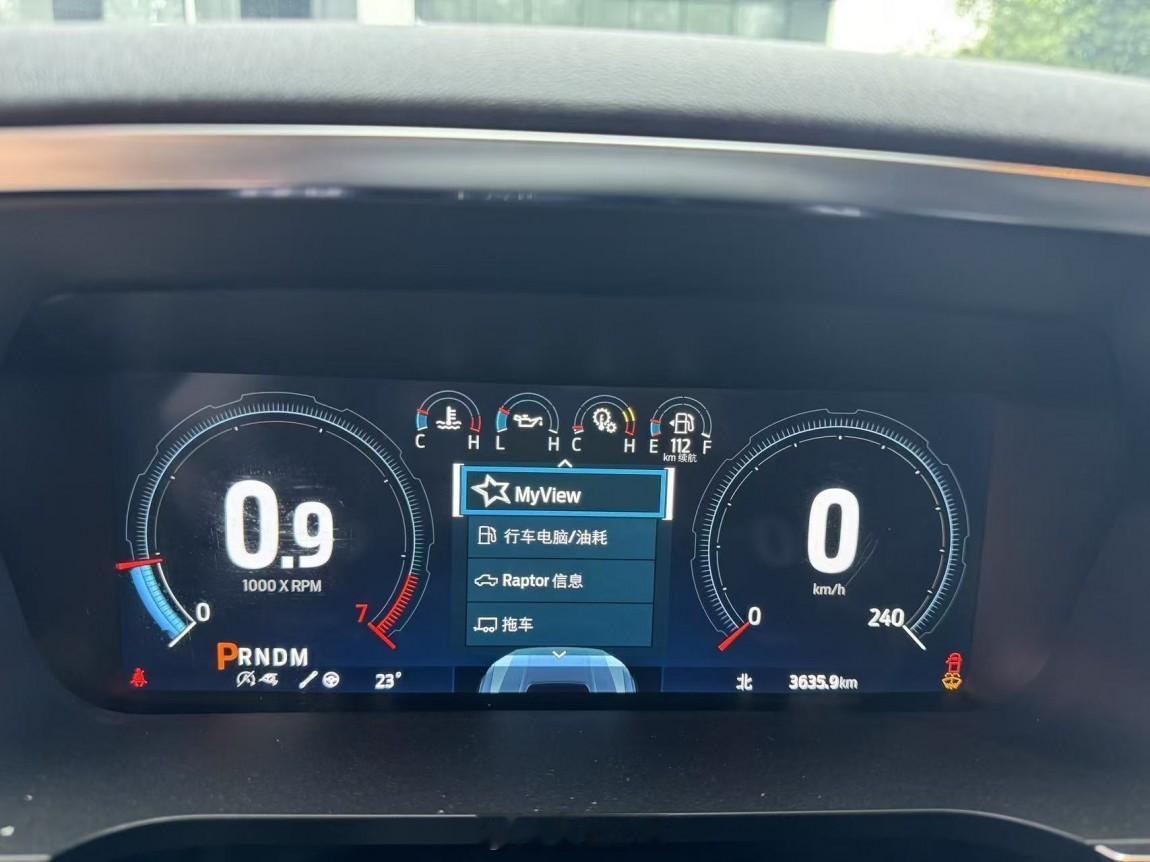 C H L H C H E 112 F
km 续航
MyView
行车电脑/油耗
Raptor 信息
拖车
0.9
1000 X RPM
0
7
PRNDM
23°
0
km/h
0
240
北
3635.9km